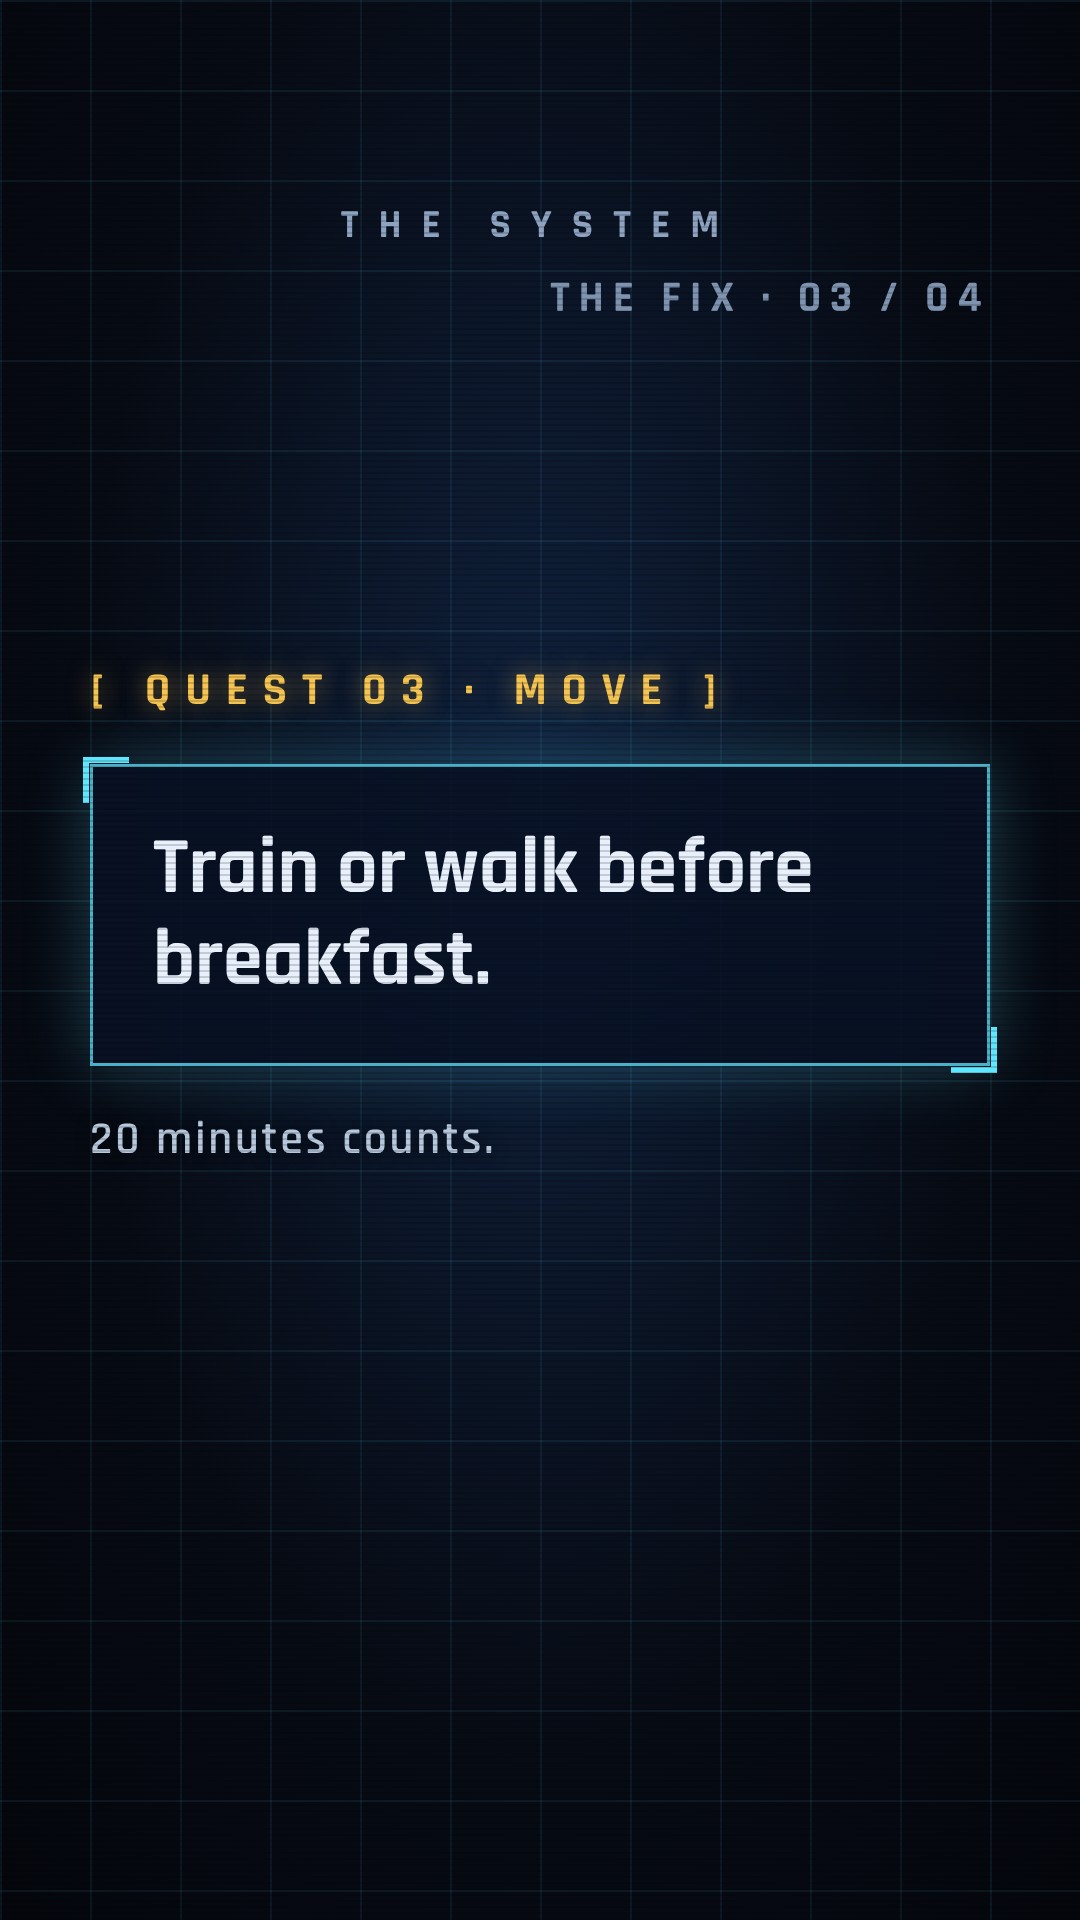 THE SYSTEM
THE FIX · 03 / 04
[ QUEST 03 · MOVE ]
Train or walk before
breakfast.
20 minutes counts.